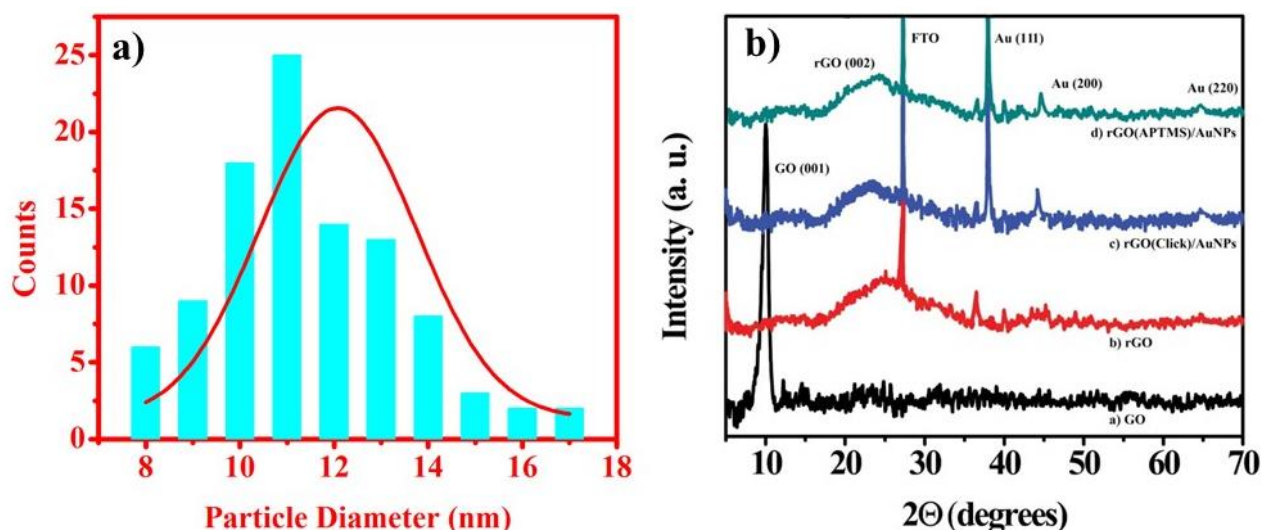 a)
25
20
15
10
5
0
Counts
8 10 12 14 16 18
Particle Diameter (nm)
b)
FTO
Au (111)
rGO (002)
Au (200)
Au (220)
d) rGO(APTMS)/AuNPs
GO (001)
c) rGO(Click)/AuNPs
b) rGO
a) GO
Intensity (a. u.)
10 20 30 40 50 60 70
2Θ (degrees)